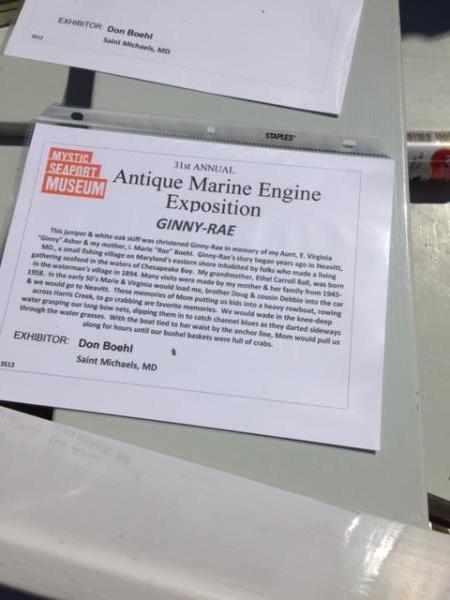 EXHIBITOR: Don Boehl
Saint Michaels, MD
3512
STAPLES
MYSTIC
SEAPORT
MUSEUM
31st ANNUAL
Antique Marine Engine
Exposition
GINNY-RAE
This juniper & white oak skiff was christened Ginny-Rae in memory of my Aunt, E. Virginia
"Ginny" Asher & my mother, I. Marie "Rae" Boehl. Ginny-Rae's story began years ago in Neavitt,
MD., a small fishing village on Maryland's eastern shore inhabited by folks who made a living
gathering seafood in the waters of Chesapeake Bay. My grandmother, Ethel Carroll Ball, was born
in the waterman's village in 1894. Many visits were made by my mother & her family from 1945-
1958. In the early 50's Marie & Virginia would load me, brother Doug & cousin Debbie into the car
& we would go to Neavitt. These memories of Mom putting us kids into a heavy rowboat, rowing
across Harris Creek, to go crabbing are favorite memories. We would wade in the knee-deep
water grasping our long bow nets, dipping them in to catch channel blues as they darted sideways
through the water grasses. With the boat tied to her waist by the anchor line, Mom would pull us
along for hours until our bushel baskets were full of crabs.
EXHIBITOR: Don Boehl
Saint Michaels, MD
3513